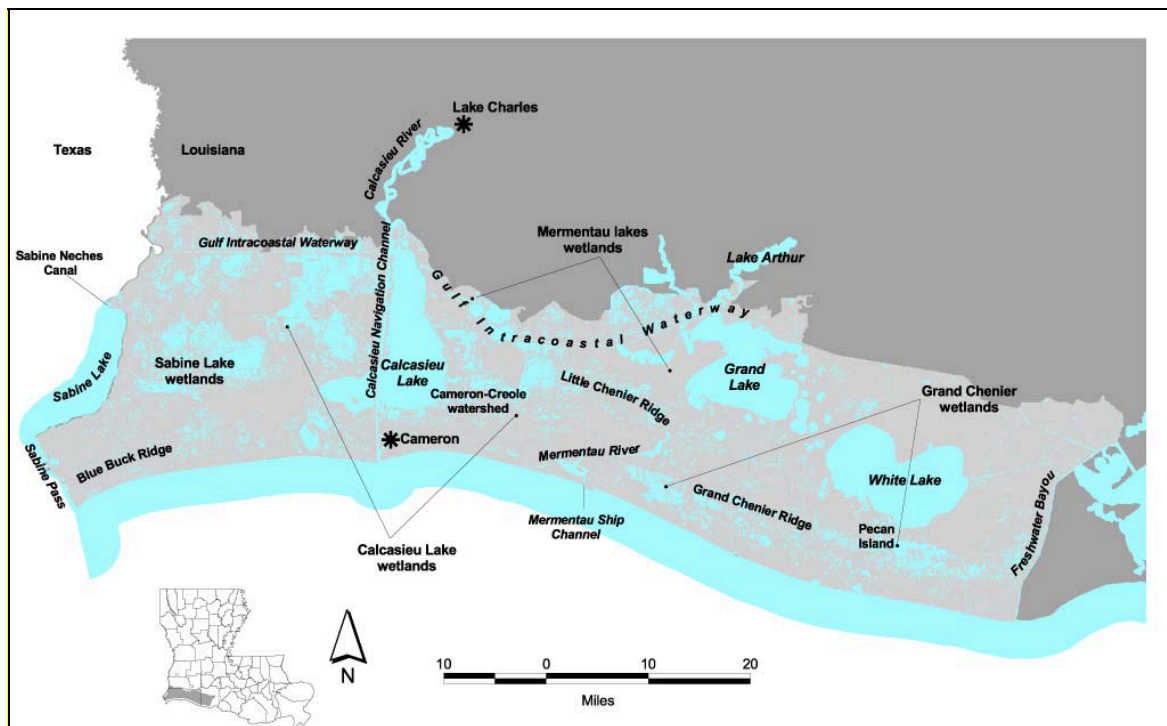 Lake Charles
Calcasieu River
Texas
Louisiana
Mermentau lakes
wetlands
Gulf Intracoastal Waterway
Sabine Neches
Canal
Lake Arthur
Calcasieu Navigation Channel
Gulf Intracoastal Waterway
Sabine Lake
Sabine Lake
wetlands
Calcasieu
Lake
Grand
Lake
Little Chenier Ridge
Cameron-Creole
watershed
Grand Chenier
wetlands
Cameron
Blue Buck Ridge
Sabine Pass
Mermentau River
White Lake
Grand Chenier Ridge
Mermentau Ship
Channel
Pecan
Island
Freshwater Bayou
Calcasieu Lake
wetlands
N
10 0 10 20
Miles